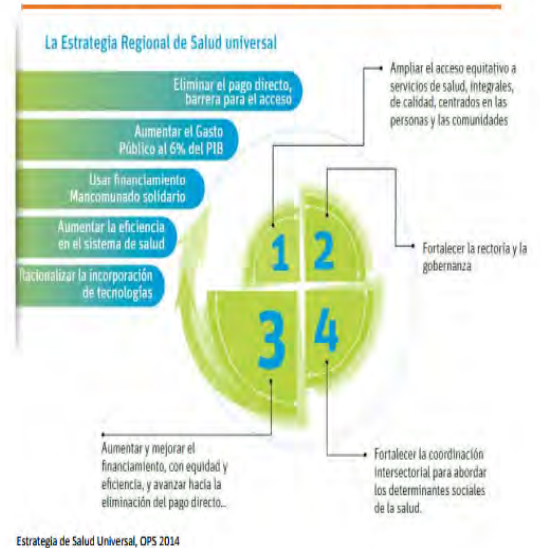 La Estrategia Regional de Salud universal
Eliminar el pago directo,
barrera para el acceso
Aumentar el Gasto
Público al 6% del PIB
Usar financiamiento
Mancomunado solidario
Aumentar la eficiencia
en el sistema de salud
Racionalizar la incorporación
de tecnologías
Ampliar el acceso equitativo a
servicios de salud, integrales,
de calidad, centrados en las
personas y las comunidades
1
2
Fortalecer la rectoría y la
gobernanza
3
4
Aumentar y mejorar el
financiamiento, con equidad y
eficiencia, y avanzar hacia la
eliminación del pago directo..
Fortalecer la coordinación
intersectorial para abordar
los determinantes sociales
de la salud.
Estrategia de Salud Universal, OPS 2014